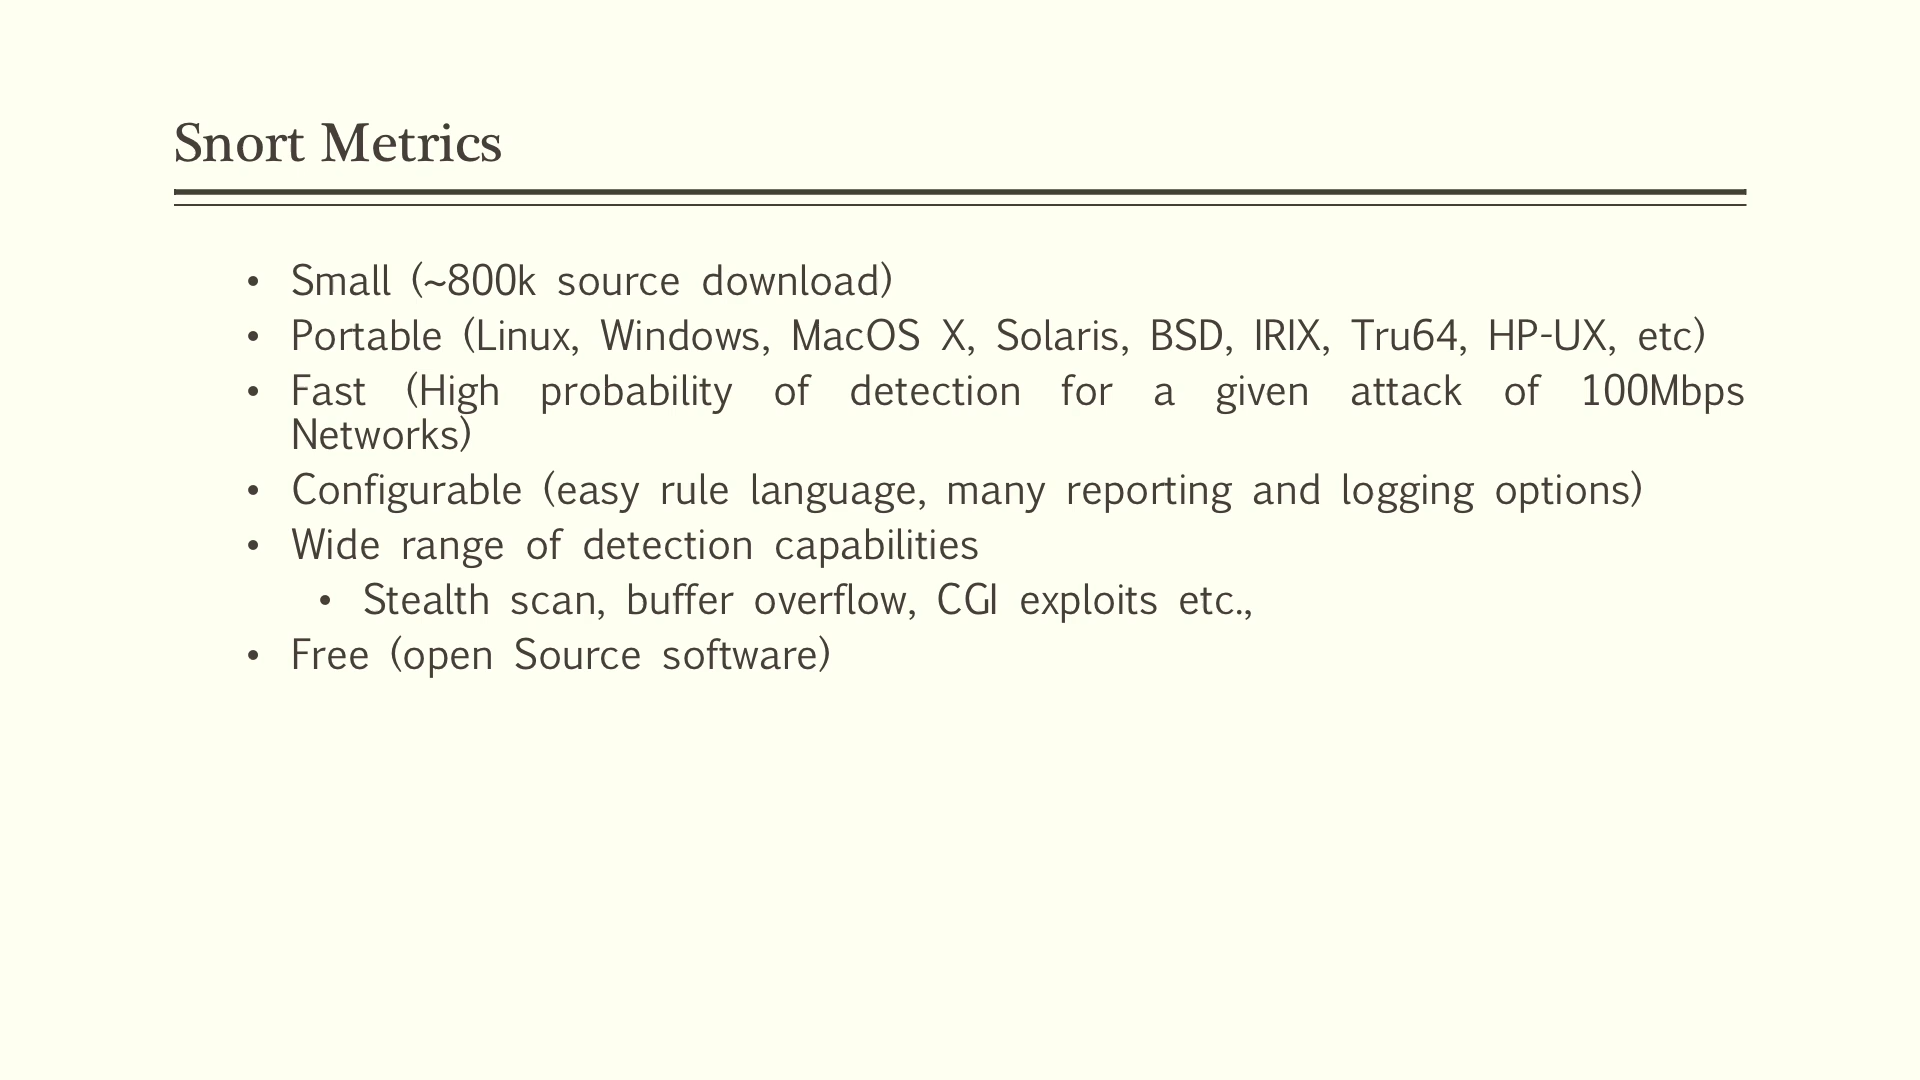 Snort Metrics
• Small (~800k source download)
• Portable (Linux, Windows, MacOS X, Solaris, BSD, IRIX, Tru64, HP-UX, etc)
• Fast (High probability of detection for a given attack of 100Mbps
Networks)
• Configurable (easy rule language, many reporting and logging options)
• Wide range of detection capabilities
• Stealth scan, buffer overflow, CGI exploits etc.,
• Free (open Source software)